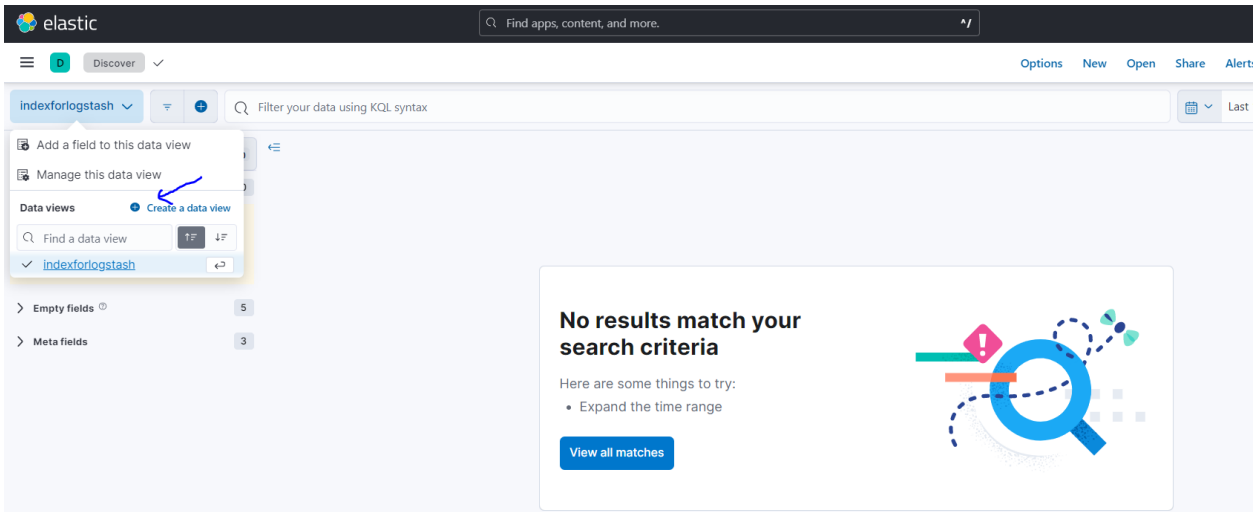 elastic
Find apps, content, and more.
^/
D
Discover
Options New Open Share Alerts
indexforlogstash
Filter your data using KQL syntax
Last
Add a field to this data view
Manage this data view
Data views
Create a data view
Find a data view
indexforlogstash
Empty fields
5
Meta fields
3
No results match your
search criteria
Here are some things to try:
• Expand the time range
View all matches